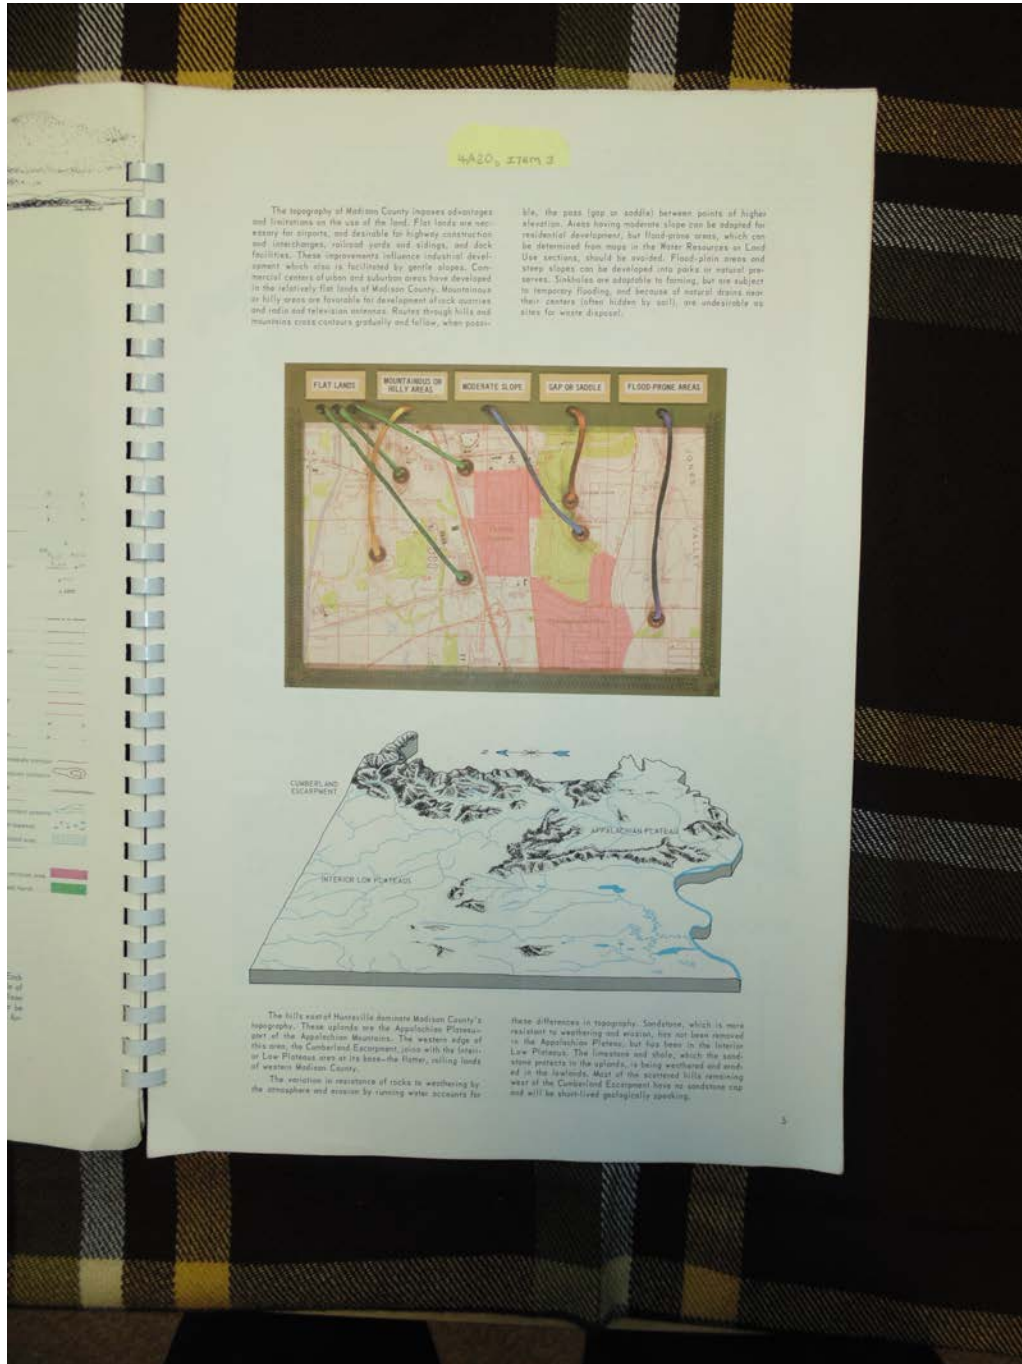 4A20, ITEM I
The topography of Madison County imposes advantages
and limitations on the use of the land. Flat lands are nec-
essary for airports, and desirable for highway construction
and interchanges, railroad yards and sidings, and dock
facilities. These improvements influence industrial devel-
opment which also is facilitated by gentle slopes. Com-
mercial centers of urban and suburban areas have developed
in the relatively flat lands of Madison County. Mountainous
or hilly areas are favorable for development of rock quarries
and radio and television antennas. Routes through hills and
mountains cross contours gradually and follow, when possi-
ble, the pass (gap or saddle) between points of higher
elevation. Areas having moderate slope can be adapted for
residential development, but flood-prone areas, which can
be determined from maps in the Water Resources or Land
Use sections, should be avoided. Flood-plain areas and
steep slopes can be developed into parks or natural pre-
serves. Sinkholes are adaptable to farming, but are subject
to temporary flooding, and because of natural drains near
their centers (often hidden by soil), are undesirable as
sites for waste disposal.
FLAT LANDS
MOUNTAINOUS OR
HILLY AREAS
MODERATE SLOPE
GAP OR SADDLE
FLOOD-PRONE AREAS
JONES VALLEY
CUMBERLAND
ESCARPMENT
APPALACHIAN PLATEAU
INTERIOR LOW PLATEAUS
The hills east of Huntsville dominate Madison County's
topography. These uplands are the Appalachian Plateau—
part of the Appalachian Mountains. The western edge of
this area, the Cumberland Escarpment, joins with the Interi-
or Low Plateaus area at its base—the flatter, rolling lands
of western Madison County.
The variation in resistance of rocks to weathering by
the atmosphere and erosion by running water accounts for
these differences in topography. Sandstone, which is more
resistant to weathering and erosion, has not been removed
in the Appalachian Plateau, but has been in the Interior
Low Plateaus. The limestone and shale, which the sand-
stone protects in the uplands, is being weathered and erod-
ed in the lowlands. Most of the scattered hills remaining
west of the Cumberland Escarpment have no sandstone cap
and will be short-lived geologically speaking.
5